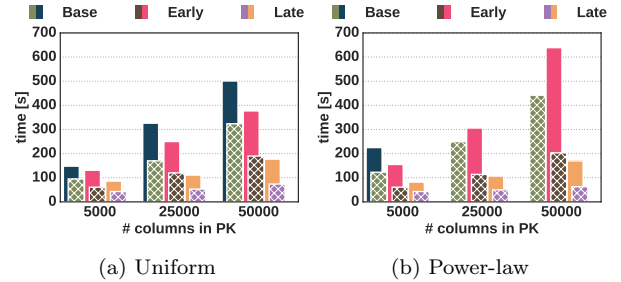 Base Early Late
700
600
500
400
300
200
100
0
time [s]
5000 25000 50000
# columns in PK
(a) Uniform
Base Early Late
700
600
500
400
300
200
100
0
time [s]
5000 25000 50000
# columns in PK
(b) Power-law